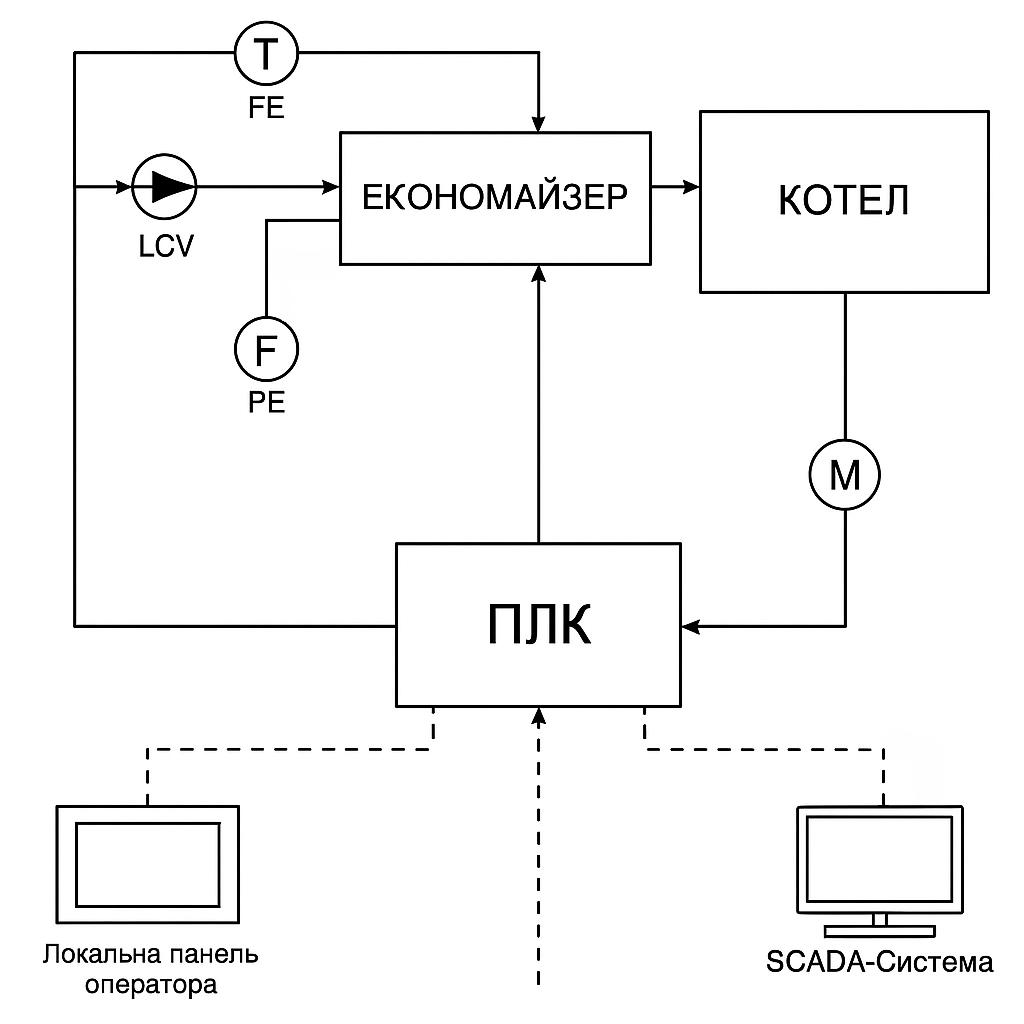 T
FE
LCV
ЕКОНОМАЙЗЕР
КОТЕЛ
F
PE
M
ПЛК
Локальна панель
оператора
SCADA-Система